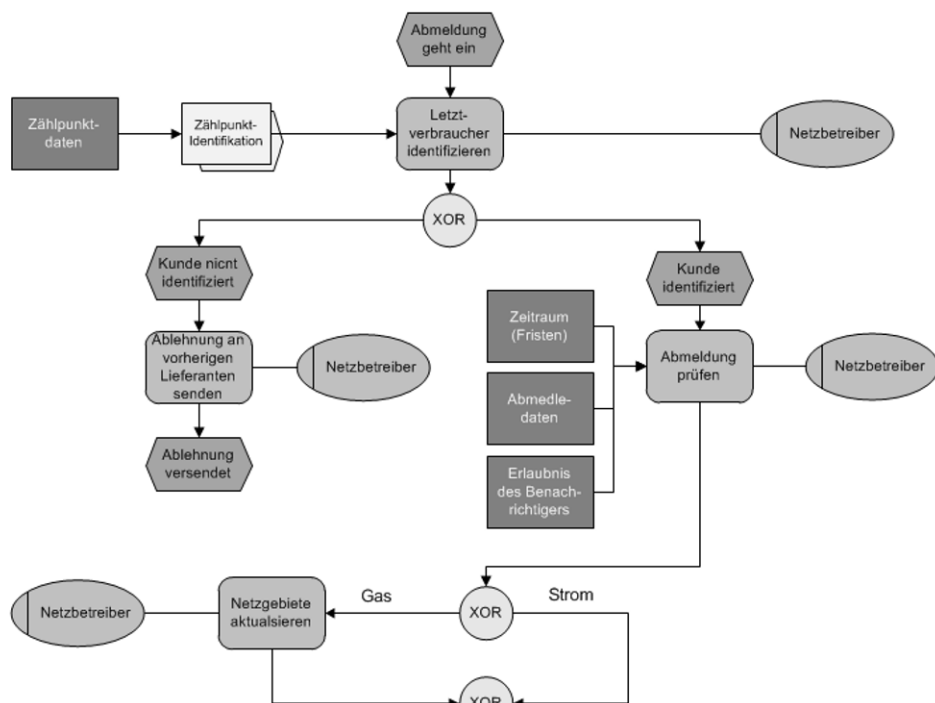 Abmeldung
geht ein
Zählpunkt-
daten
Zählpunkt-
Identifikation
Letzt-
verbraucher
identifizieren
Netzbetreiber
XOR
Kunde nicnt
identifiziert
Kunde
identifiziert
Zeitraum
(Fristen)
Ablehnung an
vorherigen
Lieferanten
senden
Netzbetreiber
Abmeldung
prüfen
Netzbetreiber
Abmedle-
daten
Ablehnung
versendet
Erlaubnis
des Benach-
richtigers
Netzbetreiber
Netzgebiete
aktualsieren
Gas
XOR
Strom
XOR